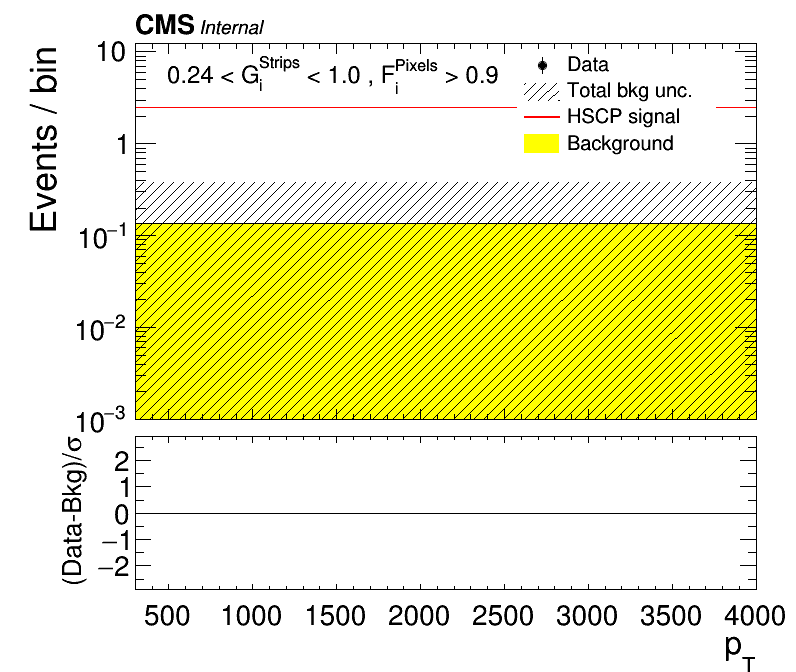 CMS Internal
0.24 < G_i^Strips < 1.0 , F_i^Pixels > 0.9
Data
Total bkg unc.
HSCP signal
Background
Events / bin
10
1
10^−1
10^−2
10^−3
(Data-Bkg)/σ
2
1
0
−1
−2
500 1000 1500 2000 2500 3000 3500 4000
p_T